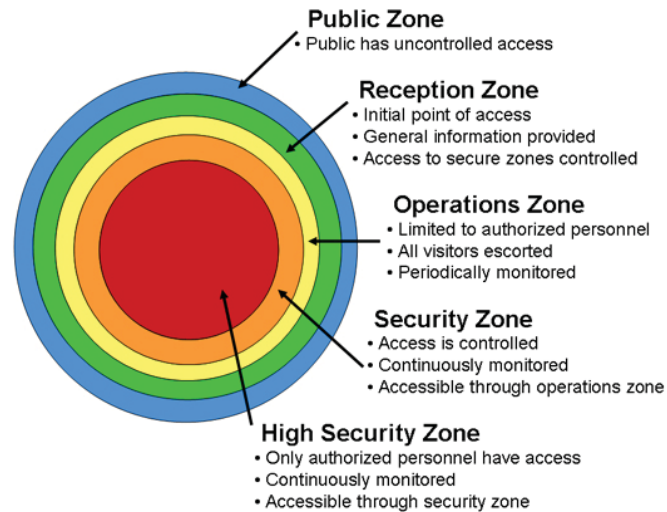 Public Zone
• Public has uncontrolled access
Reception Zone
• Initial point of access
• General information provided
• Access to secure zones controlled
Operations Zone
• Limited to authorized personnel
• All visitors escorted
• Periodically monitored
Security Zone
• Access is controlled
• Continuously monitored
• Accessible through operations zone
High Security Zone
• Only authorized personnel have access
• Continuously monitored
• Accessible through security zone